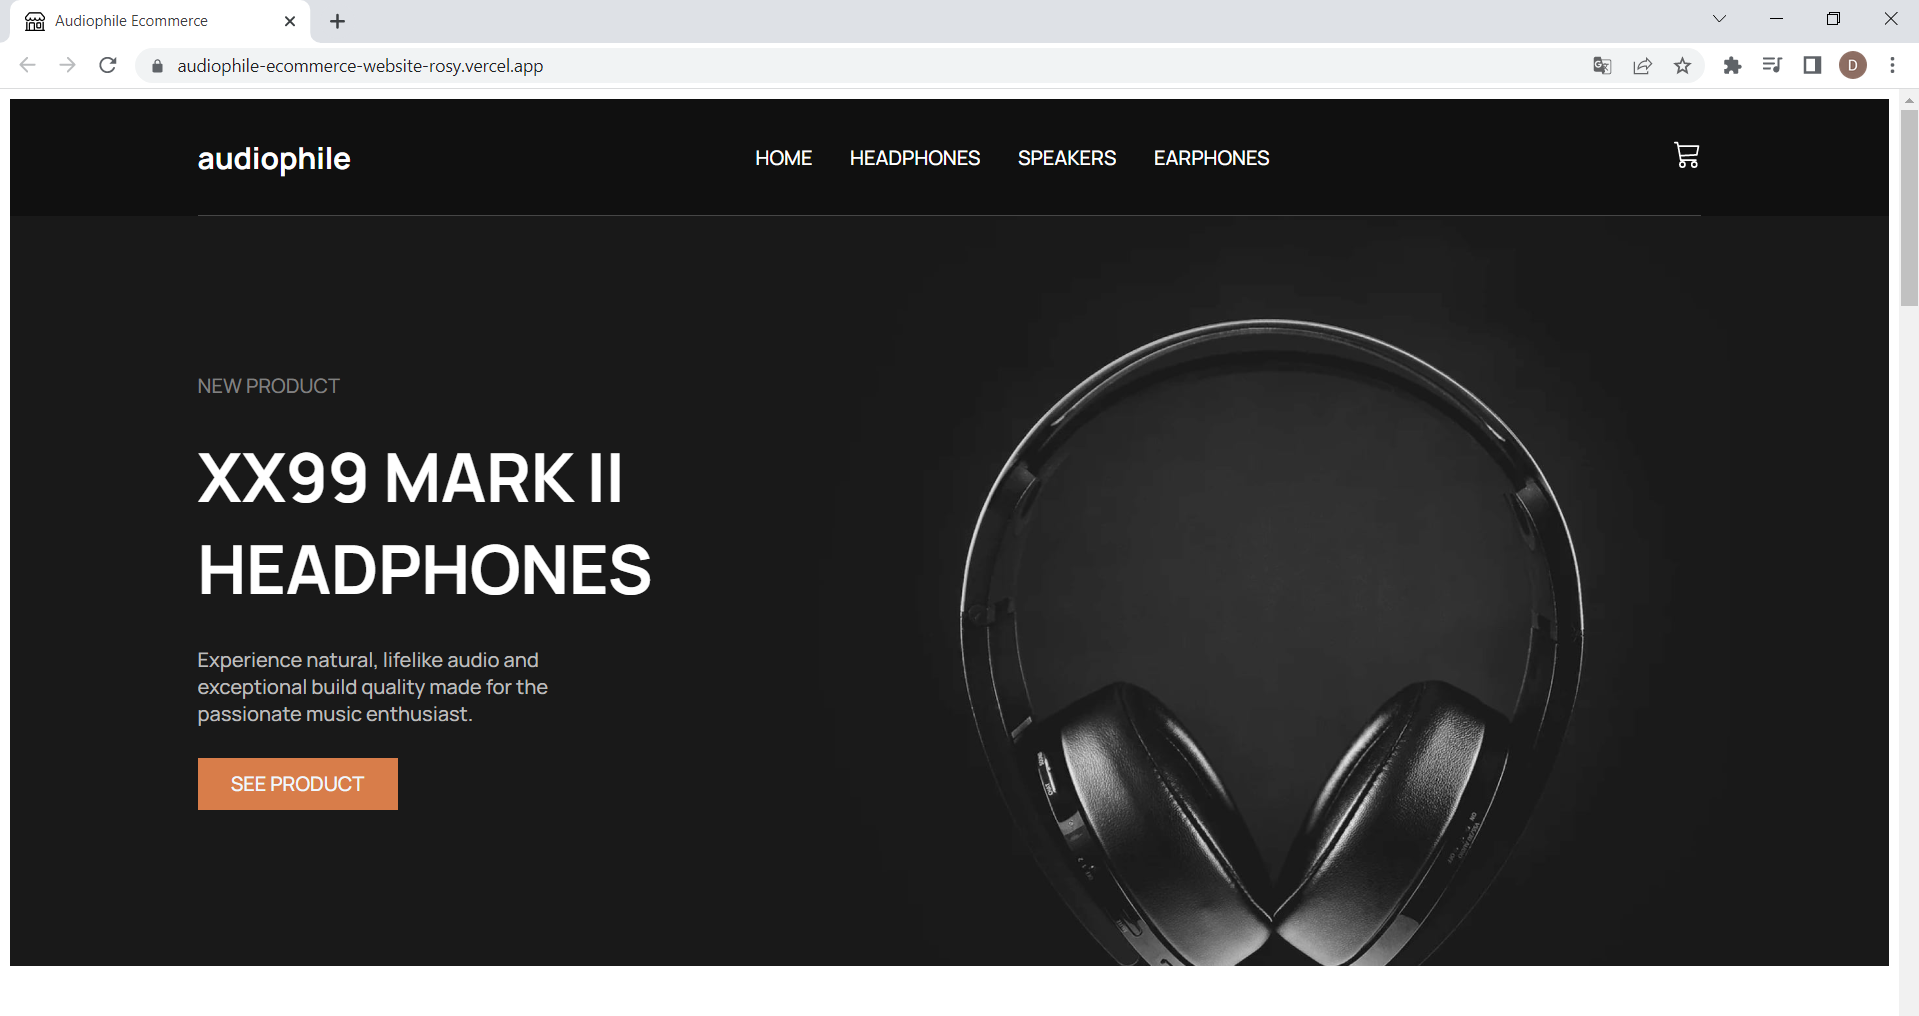 Audiophile Ecommerce
audiophile-ecommerce-website-rosy.vercel.app
D
audiophile
HOME HEADPHONES SPEAKERS EARPHONES
NEW PRODUCT
XX99 MARK II
HEADPHONES
Experience natural, lifelike audio and
exceptional build quality made for the
passionate music enthusiast.
SEE PRODUCT